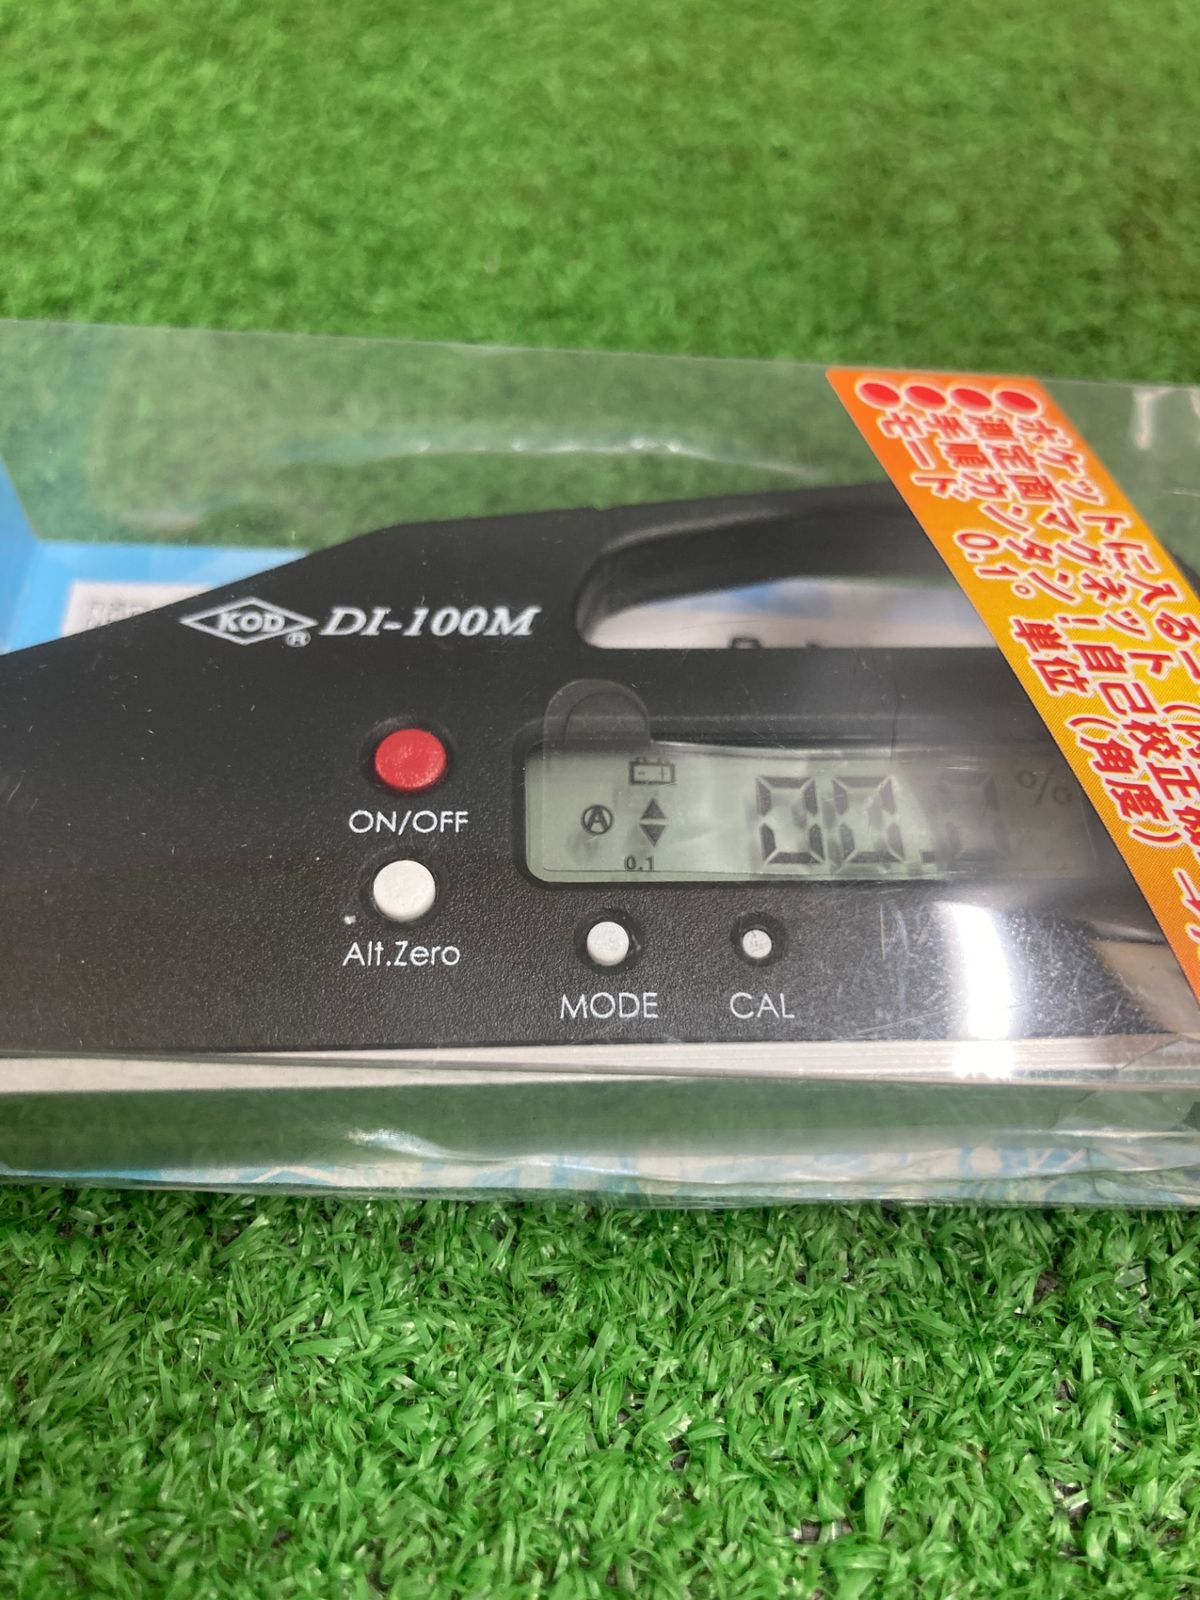 KOD® DI-100M
ON/OFF
Alt.Zero
MODE
CAL
A
0.1
%
●ポケットに入る
●測定面マグネット
●手順カンタン!自己校正
●モード 0.1°単位(角度)